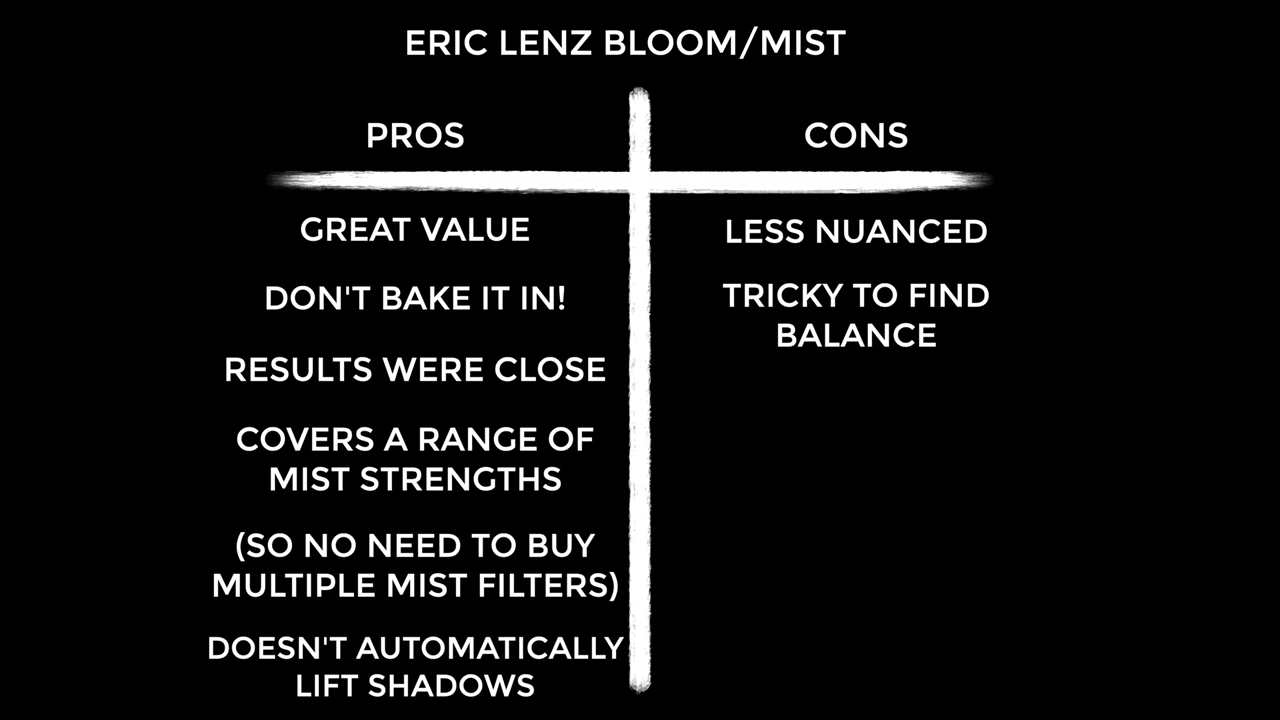 ERIC LENZ BLOOM/MIST
PROS
GREAT VALUE
DON'T BAKE IT IN!
RESULTS WERE CLOSE
COVERS A RANGE OF
MIST STRENGTHS
(SO NO NEED TO BUY
MULTIPLE MIST FILTERS)
DOESN'T AUTOMATICALLY
LIFT SHADOWS
CONS
LESS NUANCED
TRICKY TO FIND
BALANCE